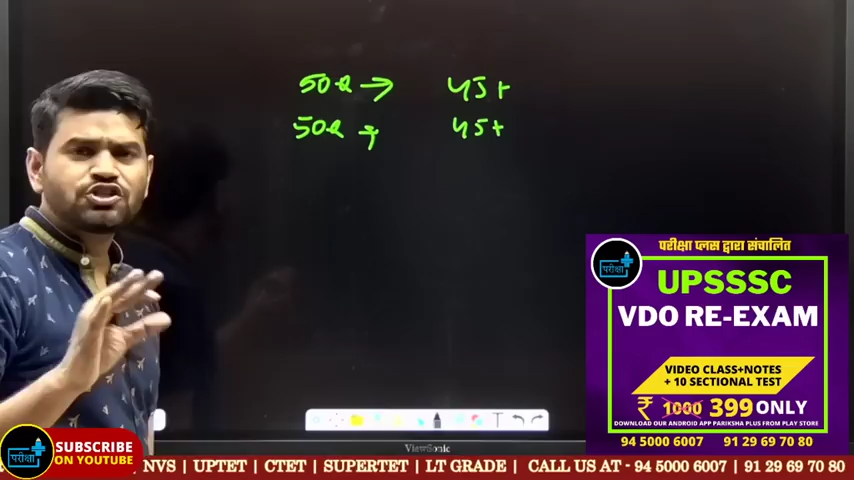 50Q → 45+
50Q → 45+
परीक्षा प्लस द्वारा संचालित
परीक्षा
UPSSSC
VDO RE-EXAM
VIDEO CLASS+NOTES
+ 10 SECTIONAL TEST
₹ 1000 399 ONLY
DOWNLOAD OUR ANDROID APP PARIKSHA PLUS FROM PLAY STORE
94 5000 6007 91 29 69 70 80
ViewSonic
परीक्षा
SUBSCRIBE
ON YOUTUBE
NVS | UPTET | CTET | SUPERTET | LT GRADE | CALL US AT - 94 5000 6007 | 91 29 69 70 80